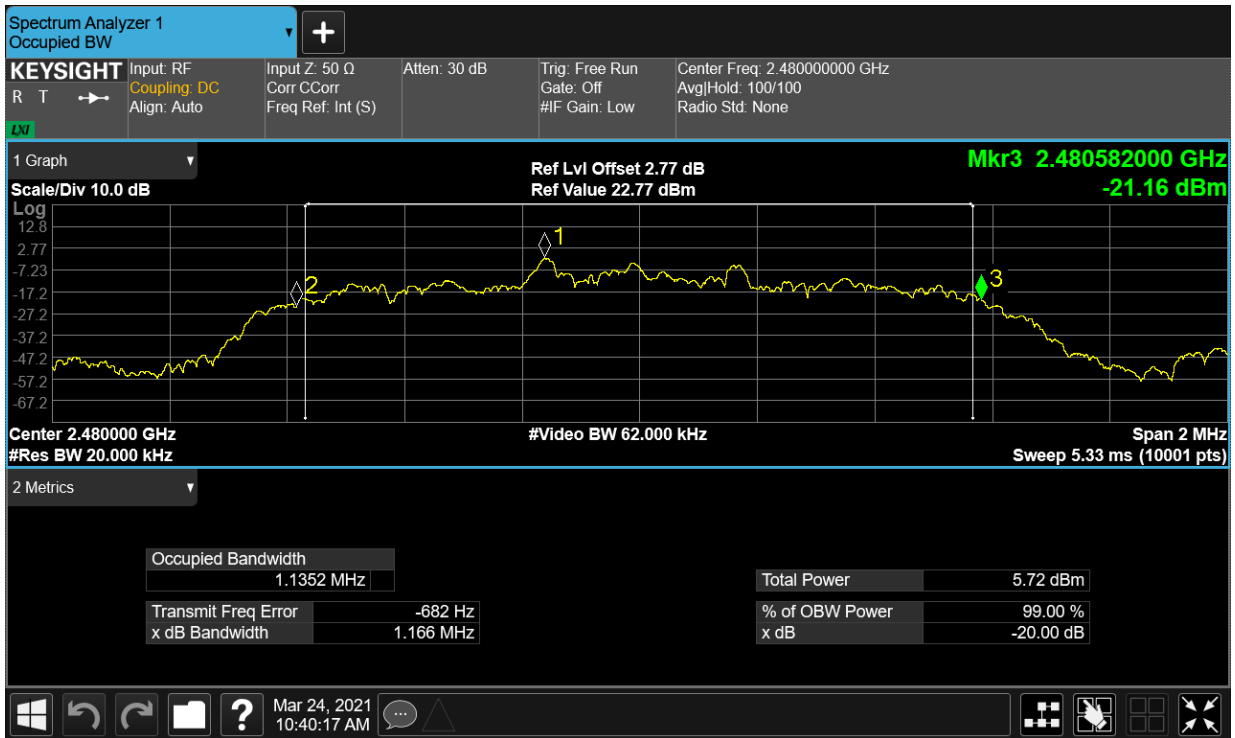 Spectrum Analyzer 1
Occupied BW
KEYSIGHT
R T
LXI
Input: RF
Coupling: DC
Align: Auto
Input Z: 50 Ω
Corr CCorr
Freq Ref: Int (S)
Atten: 30 dB
Trig: Free Run
Gate: Off
#IF Gain: Low
Center Freq: 2.480000000 GHz
Avg|Hold: 100/100
Radio Std: None
1 Graph
Scale/Div 10.0 dB
Log
Ref Lvl Offset 2.77 dB
Ref Value 22.77 dBm
Mkr3 2.480582000 GHz
-21.16 dBm
12.8
2.77
-7.23
-17.2
-27.2
-37.2
-47.2
-57.2
-67.2
1
2
3
Center 2.480000 GHz
#Video BW 62.000 kHz
Span 2 MHz
#Res BW 20.000 kHz
Sweep 5.33 ms (10001 pts)
2 Metrics
Occupied Bandwidth
1.1352 MHz
Transmit Freq Error -682 Hz
x dB Bandwidth 1.166 MHz
Total Power 5.72 dBm
% of OBW Power 99.00 %
x dB -20.00 dB
?
Mar 24, 2021
10:40:17 AM